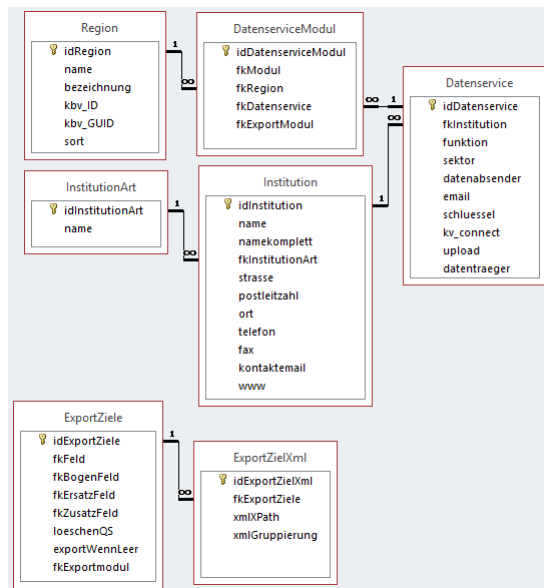 Region
idRegion
name
bezeichnung
kbv_ID
kbv_GUID
sort
1
∞
DatenserviceModul
idDatenserviceModul
fkModul
fkRegion
fkDatenservice
fkExportModul
∞
1
Datenservice
idDatenservice
fkInstitution
funktion
sektor
datenabsender
email
schluessel
kv_connect
upload
datentraeger
∞
1
InstitutionArt
idInstitutionArt
name
1
∞
Institution
idInstitution
name
namekomplett
fkInstitutionArt
strasse
postleitzahl
ort
telefon
fax
kontaktemail
www
ExportZiele
idExportZiele
fkFeld
fkBogenFeld
fkErsatzFeld
fkZusatzFeld
loeschenQS
exportWennLeer
fkExportmodul
1
∞
ExportZielXml
idExportZielXml
fkExportZiele
xmlXPath
xmlGruppierung